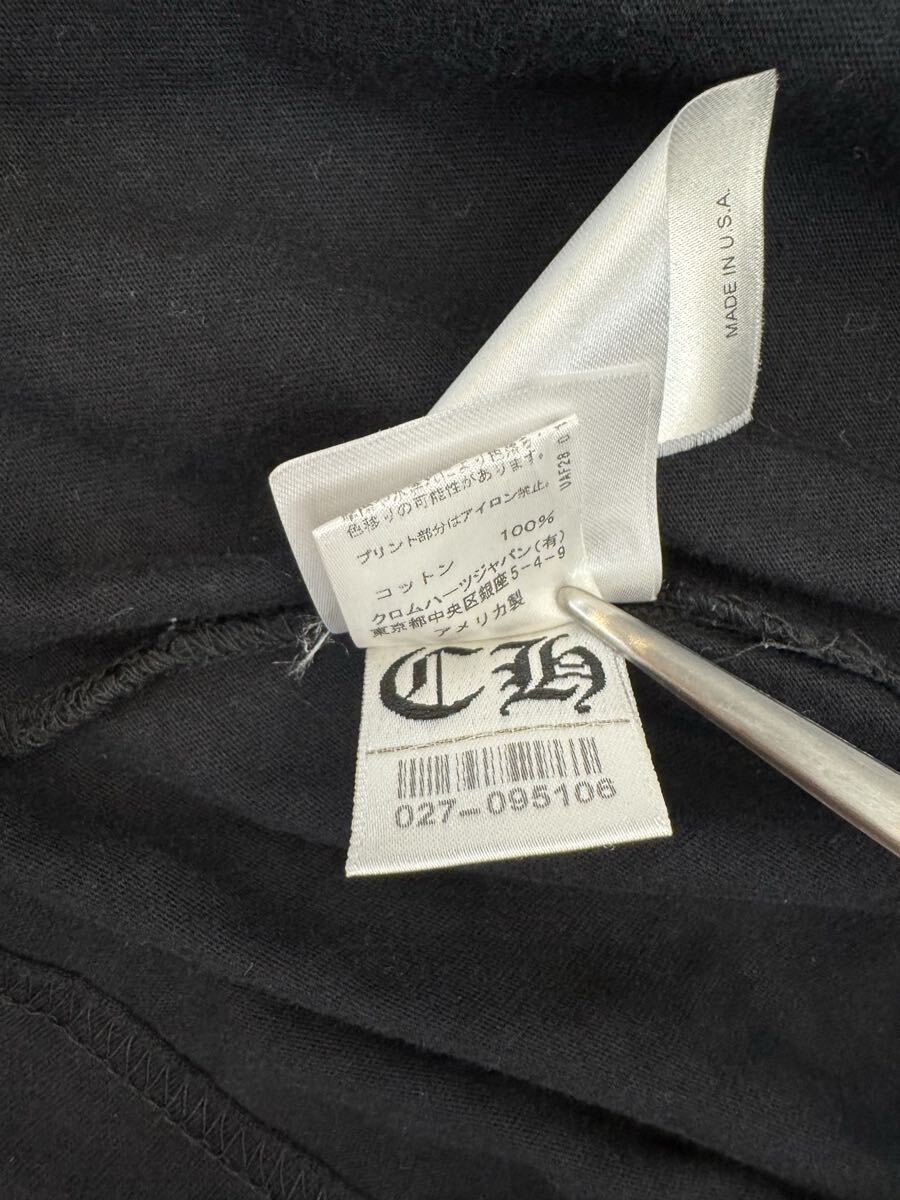 MADE IN U.S.A.
色移りの可能性があります。
プリント部分はアイロン禁止。
UAF28
コットン 100%
クロムハーツジャパン(有)
東京都中央区銀座5-4-9
アメリカ製
CH
027-095106